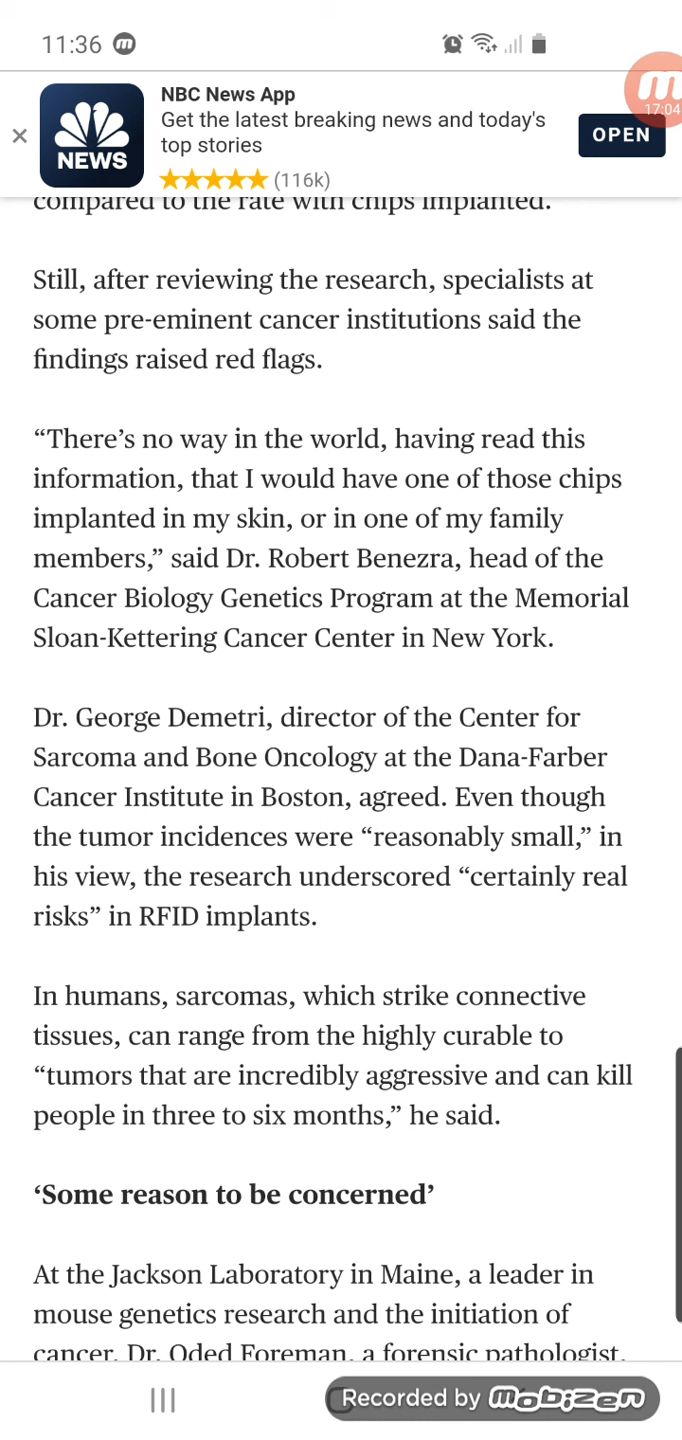 11:36
17:04
NBC News App
Get the latest breaking news and today's
top stories
(116k)
OPEN
NEWS
compared to the rate with chips implanted.
Still, after reviewing the research, specialists at
some pre-eminent cancer institutions said the
findings raised red flags.
“There’s no way in the world, having read this
information, that I would have one of those chips
implanted in my skin, or in one of my family
members,” said Dr. Robert Benezra, head of the
Cancer Biology Genetics Program at the Memorial
Sloan-Kettering Cancer Center in New York.
Dr. George Demetri, director of the Center for
Sarcoma and Bone Oncology at the Dana-Farber
Cancer Institute in Boston, agreed. Even though
the tumor incidences were “reasonably small,” in
his view, the research underscored “certainly real
risks” in RFID implants.
In humans, sarcomas, which strike connective
tissues, can range from the highly curable to
“tumors that are incredibly aggressive and can kill
people in three to six months,” he said.
‘Some reason to be concerned’
At the Jackson Laboratory in Maine, a leader in
mouse genetics research and the initiation of
cancer, Dr. Oded Foreman, a forensic pathologist,
Recorded by mobizen